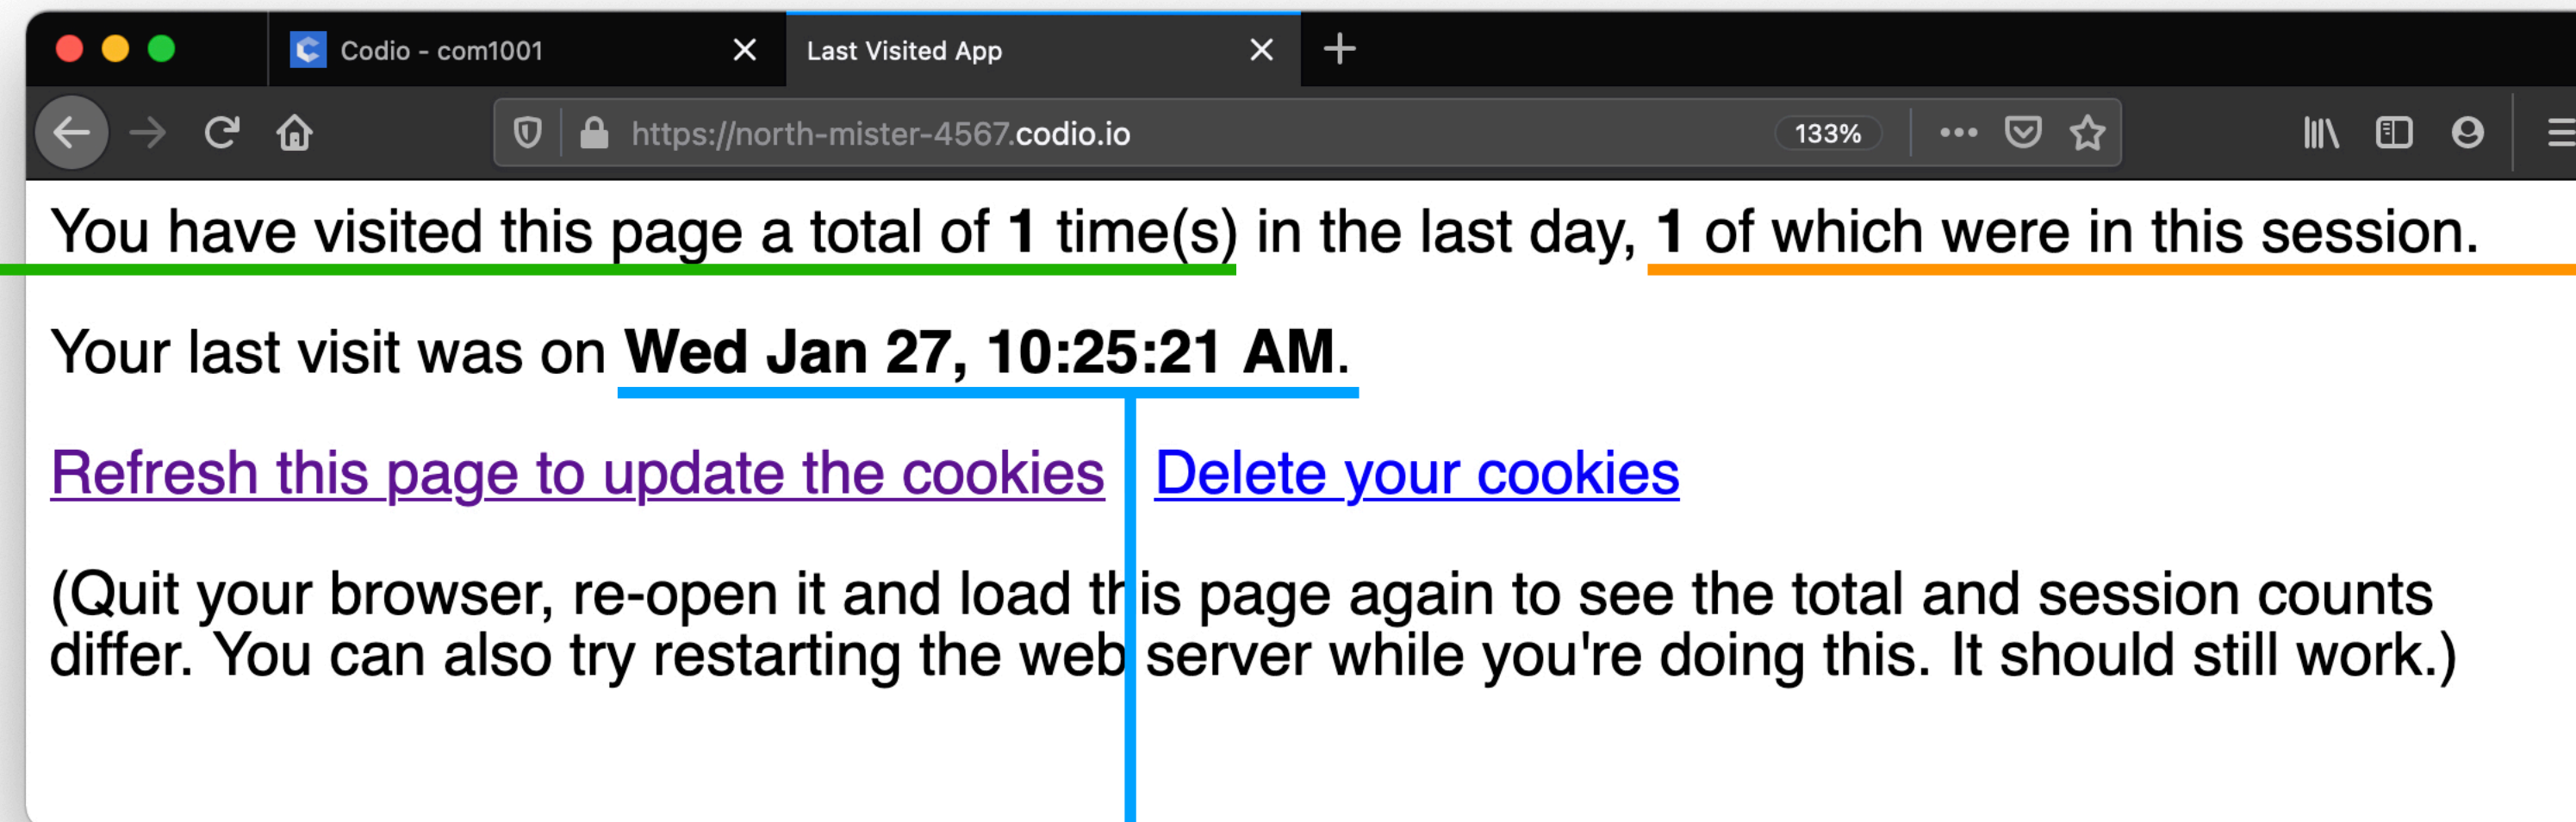 Codio - com1001
Last Visited App
https://north-mister-4567.codio.io
133%
You have visited this page a total of 1 time(s) in the last day, 1 of which were in this session.
Your last visit was on Wed Jan 27, 10:25:21 AM.
Refresh this page to update the cookies Delete your cookies
(Quit your browser, re-open it and load this page again to see the total and session counts
differ. You can also try restarting the web server while you're doing this. It should still work.)